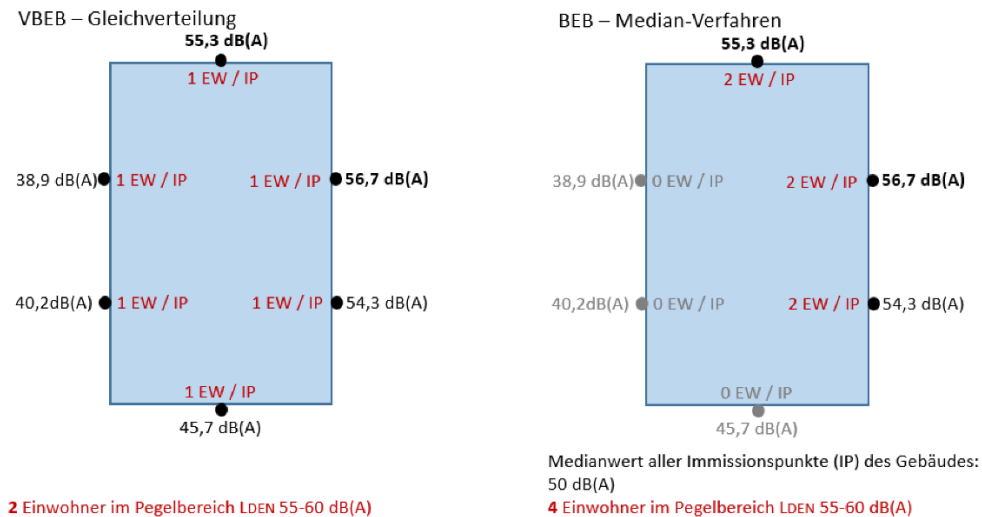 VBEB – Gleichverteilung
55,3 dB(A)
1 EW / IP
38,9 dB(A)
1 EW / IP
1 EW / IP
56,7 dB(A)
40,2dB(A)
1 EW / IP
1 EW / IP
54,3 dB(A)
1 EW / IP
45,7 dB(A)
2 Einwohner im Pegelbereich LDEN 55-60 dB(A)
BEB – Median-Verfahren
55,3 dB(A)
2 EW / IP
38,9 dB(A)
0 EW / IP
2 EW / IP
56,7 dB(A)
40,2dB(A)
0 EW / IP
2 EW / IP
54,3 dB(A)
0 EW / IP
45,7 dB(A)
Medianwert aller Immissionspunkte (IP) des Gebäudes:
50 dB(A)
4 Einwohner im Pegelbereich LDEN 55-60 dB(A)